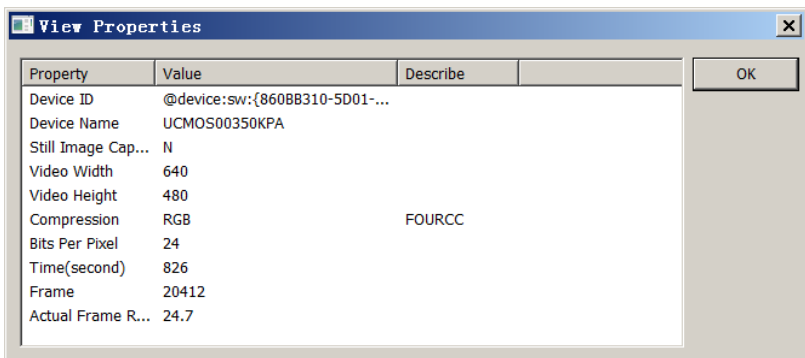 View Properties
Property Value Describe
OK
Device ID @device:sw:{860BB310-5D01-...
Device Name UCMOS00350KPA
Still Image Cap... N
Video Width 640
Video Height 480
Compression RGB FOURCC
Bits Per Pixel 24
Time(second) 826
Frame 20412
Actual Frame R... 24.7